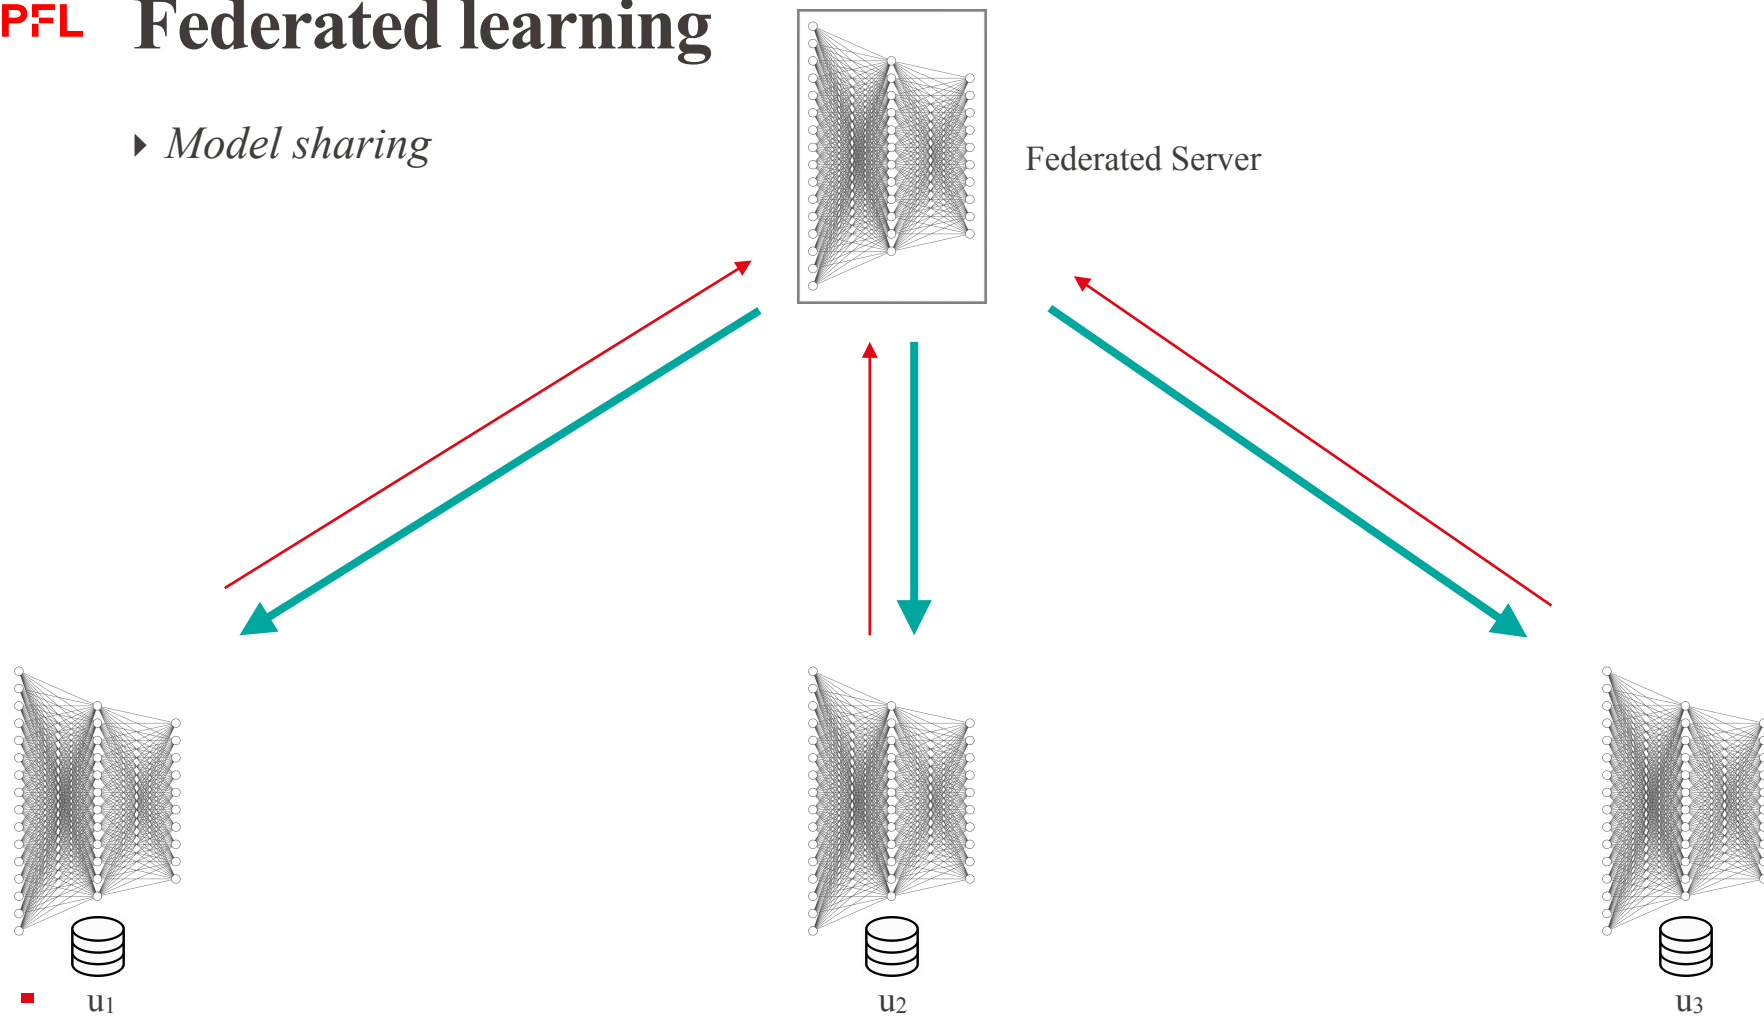 PFL Federated learning
Model sharing
Federated Server
u1 u2 u3